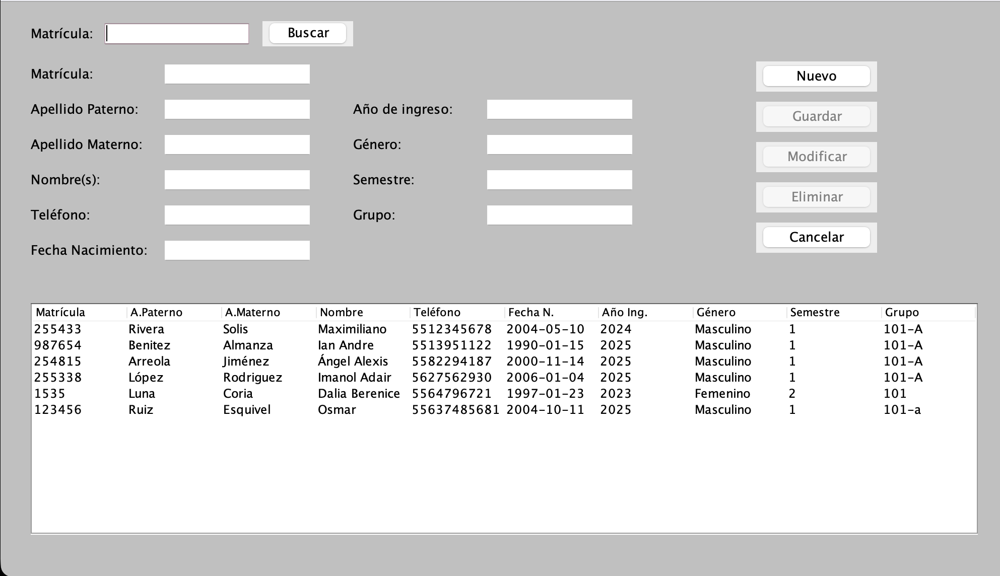 Matrícula: Buscar
Matrícula: Nuevo
Apellido Paterno: Año de ingreso: Guardar
Apellido Materno: Género: Modificar
Nombre(s): Semestre: Eliminar
Teléfono: Grupo: Cancelar
Fecha Nacimiento:
Matrícula A.Paterno A.Materno Nombre Teléfono Fecha N. Año Ing. Género Semestre Grupo
255433 Rivera Solis Maximiliano 5512345678 2004-05-10 2024 Masculino 1 101-A
987654 Benitez Almanza Ian Andre 5513951122 1990-01-15 2025 Masculino 1 101-A
254815 Arreola Jiménez Ángel Alexis 5582294187 2000-11-14 2025 Masculino 1 101-A
255338 López Rodriguez Imanol Adair 5627562930 2006-01-04 2025 Masculino 1 101-A
1535 Luna Coria Dalia Berenice 5564796721 1997-01-23 2023 Femenino 2 101
123456 Ruiz Esquivel Osmar 55637485681 2004-10-11 2025 Masculino 1 101-a